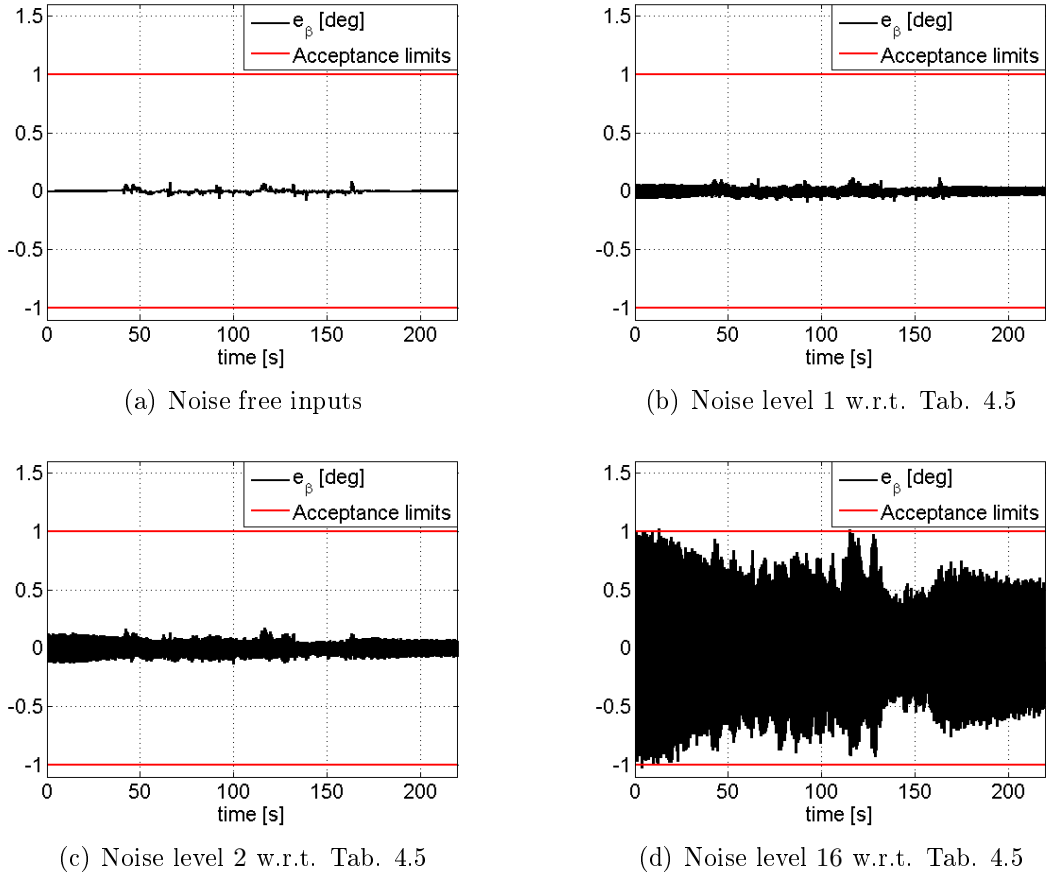 1.5
1
0.5
0
-0.5
-1
0 50 100 150 200
time [s]
e_β [deg]
Acceptance limits
(a) Noise free inputs
1.5
1
0.5
0
-0.5
-1
0 50 100 150 200
time [s]
e_β [deg]
Acceptance limits
(b) Noise level 1 w.r.t. Tab. 4.5
1.5
1
0.5
0
-0.5
-1
0 50 100 150 200
time [s]
e_β [deg]
Acceptance limits
(c) Noise level 2 w.r.t. Tab. 4.5
1.5
1
0.5
0
-0.5
-1
0 50 100 150 200
time [s]
e_β [deg]
Acceptance limits
(d) Noise level 16 w.r.t. Tab. 4.5